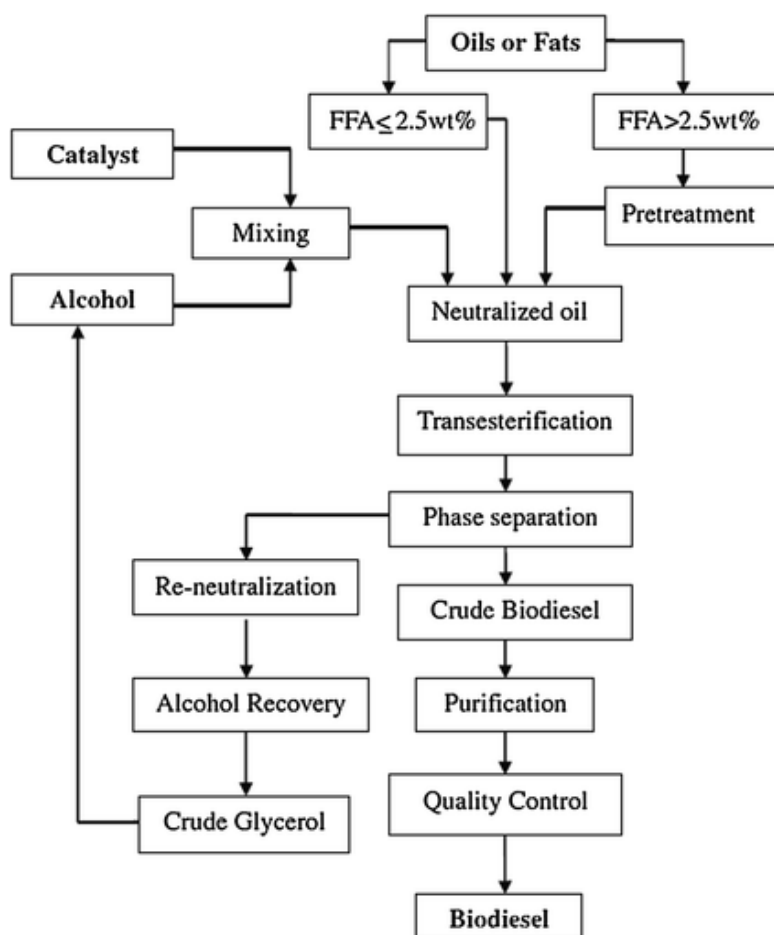 Oils or Fats
FFA≤2.5wt%
FFA>2.5wt%
Catalyst
Pretreatment
Mixing
Alcohol
Neutralized oil
Transesterification
Phase separation
Re-neutralization
Crude Biodiesel
Alcohol Recovery
Purification
Quality Control
Crude Glycerol
Biodiesel